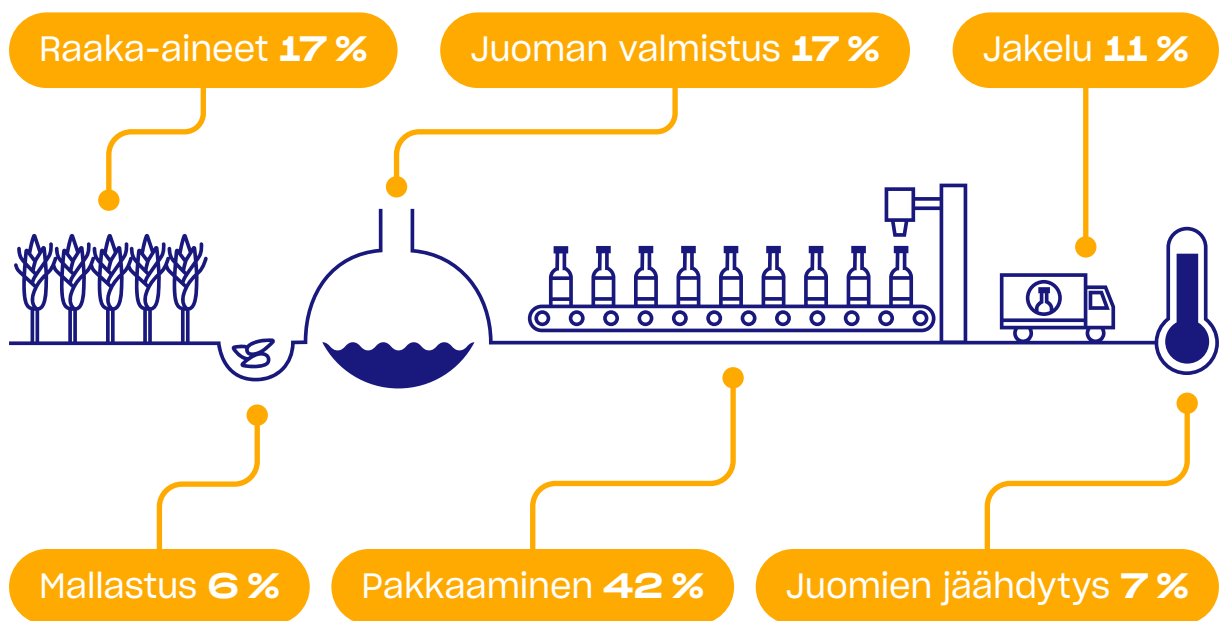 Raaka-aineet 17 %
Juoman valmistus 17 %
Jakelu 11 %
Mallastus 6 %
Pakkaaminen 42 %
Juomien jäähdytys 7 %